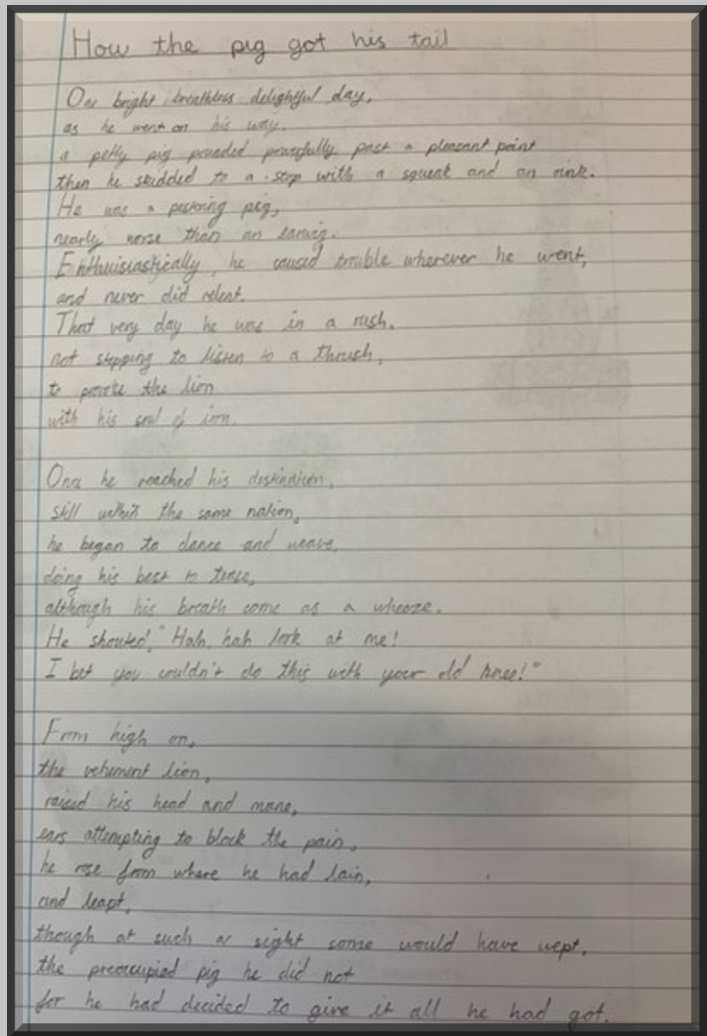 How the pig got his tail
One bright breathless delightful day,
as he went on his way,
a petty pig pounded peacefully past a pleasant point
then he skidded to a stop with a squeak and an oink.
He was a pestering pig,
nearly worse than an earwig.
Enthuisiastically, he caused trouble wherever he went,
and never did relent.
That very day he was in a rush,
not stopping to listen to a thrush,
to provoke the lion
with his soul of iron.
Once he reached his destination,
still within the same nation,
he began to dance and weave,
doing his best to tease,
although his breath come as a wheeze.
He shouted, "Hah, hah look at me!
I bet you couldn't do this with your old knee!"
From high on,
the vehement lion,
raised his head and mane,
ears attempting to block the pain,
he rose from where he had lain,
and leapt,
though at such a sight some would have wept,
the preoccupied pig he did not
for he had decided to give it all he had got.